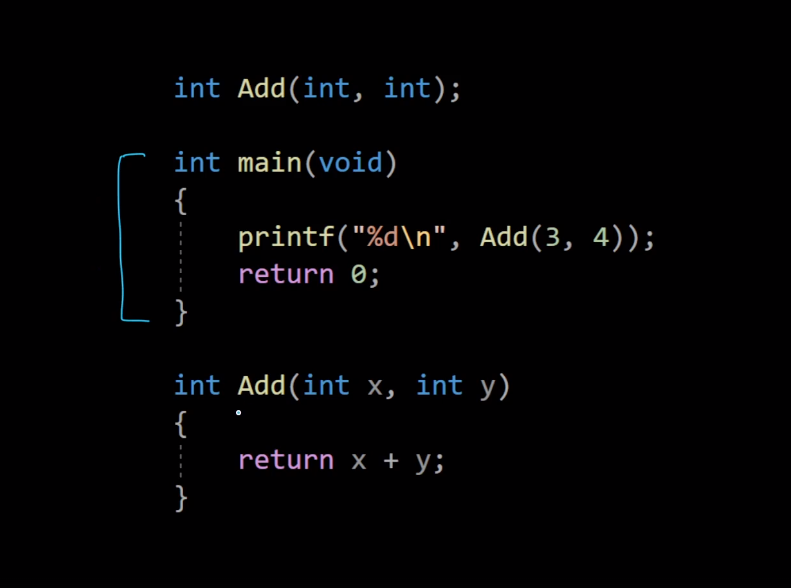 int Add(int, int);
int main(void)
{
printf("%d\n", Add(3, 4));
return 0;
}
int Add(int x, int y)
{
return x + y;
}